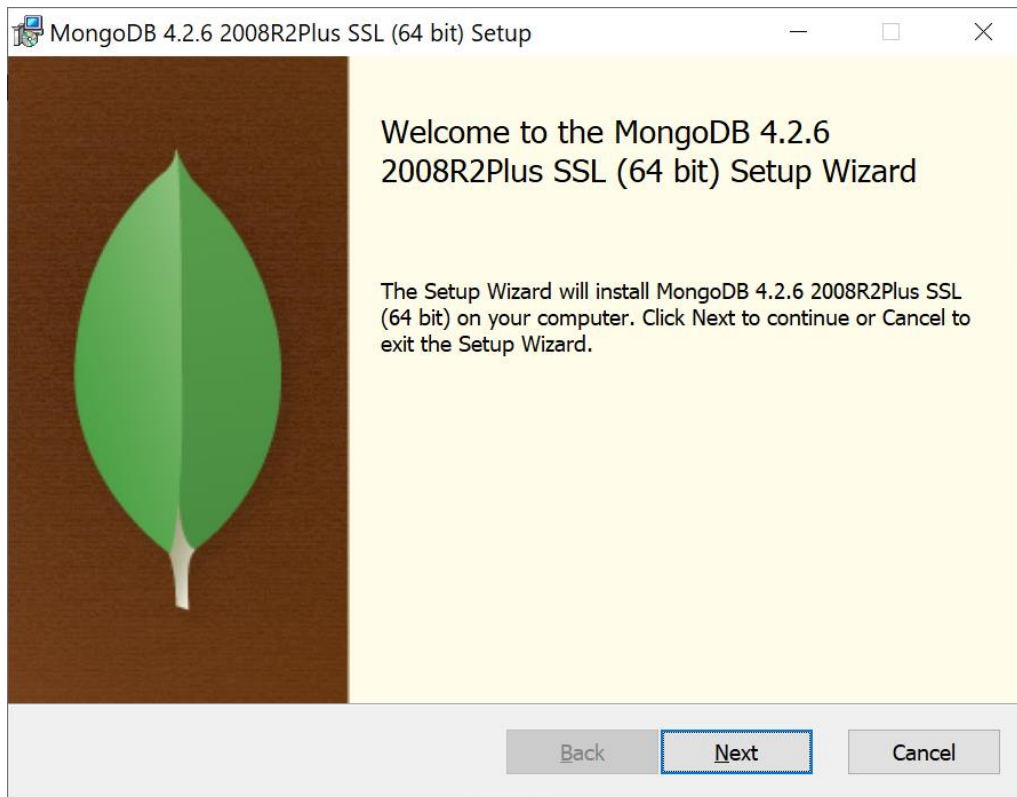 MongoDB 4.2.6 2008R2Plus SSL (64 bit) Setup
Welcome to the MongoDB 4.2.6
2008R2Plus SSL (64 bit) Setup Wizard
The Setup Wizard will install MongoDB 4.2.6 2008R2Plus SSL
(64 bit) on your computer. Click Next to continue or Cancel to
exit the Setup Wizard.
Back Next Cancel